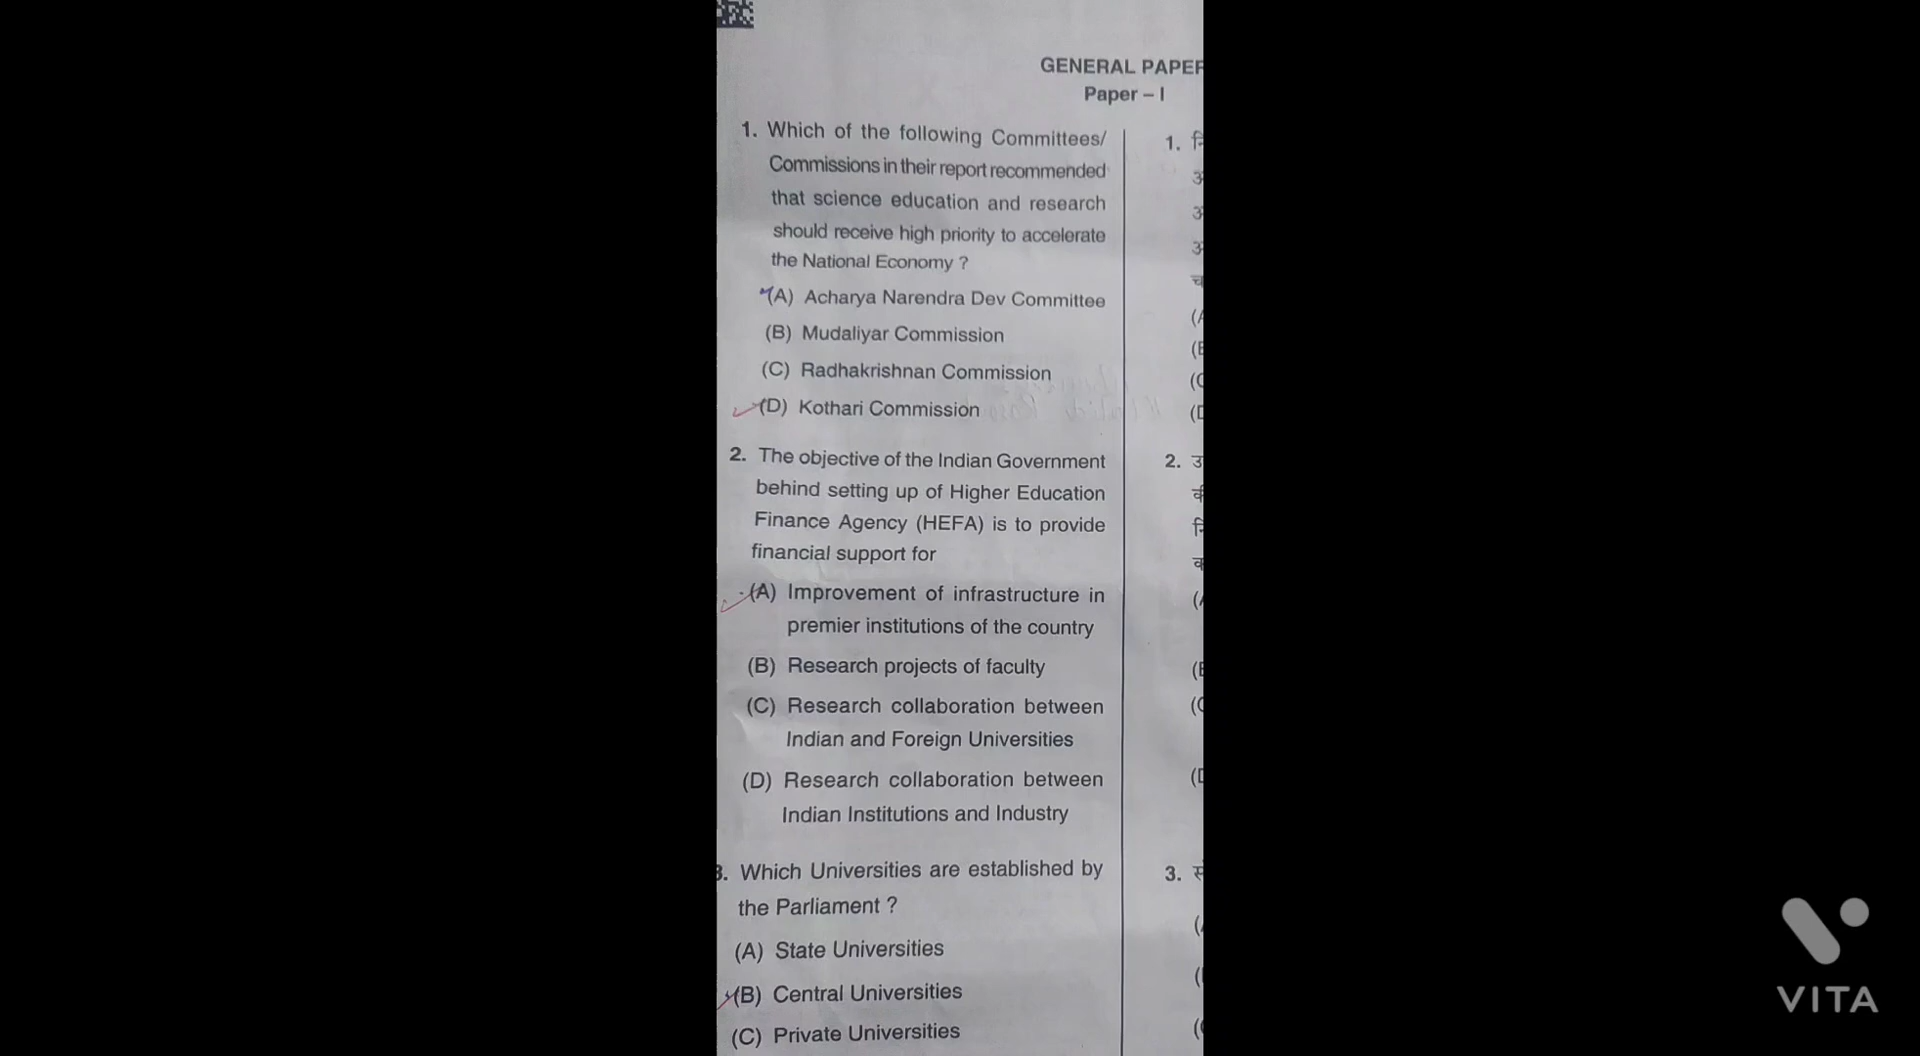 GENERAL PAPER
Paper – I
1. Which of the following Committees/
Commissions in their report recommended
that science education and research
should receive high priority to accelerate
the National Economy ?
(A) Acharya Narendra Dev Committee
(B) Mudaliyar Commission
(C) Radhakrishnan Commission
(D) Kothari Commission
2. The objective of the Indian Government
behind setting up of Higher Education
Finance Agency (HEFA) is to provide
financial support for
(A) Improvement of infrastructure in
premier institutions of the country
(B) Research projects of faculty
(C) Research collaboration between
Indian and Foreign Universities
(D) Research collaboration between
Indian Institutions and Industry
3. Which Universities are established by
the Parliament ?
(A) State Universities
(B) Central Universities
(C) Private Universities
1.
2.
3.
VITA